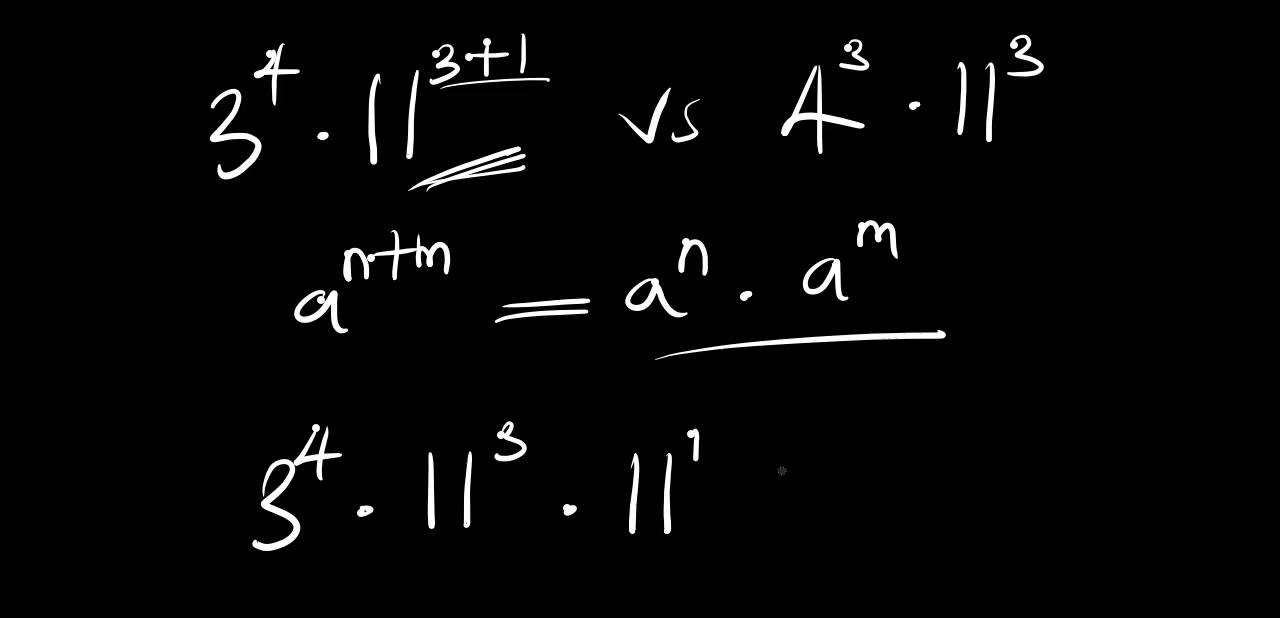 3⁴ · 11³⁺¹ vs 4³ · 11³
aⁿ⁺ᵐ = aⁿ · aᵐ
3⁴ · 11³ · 11¹